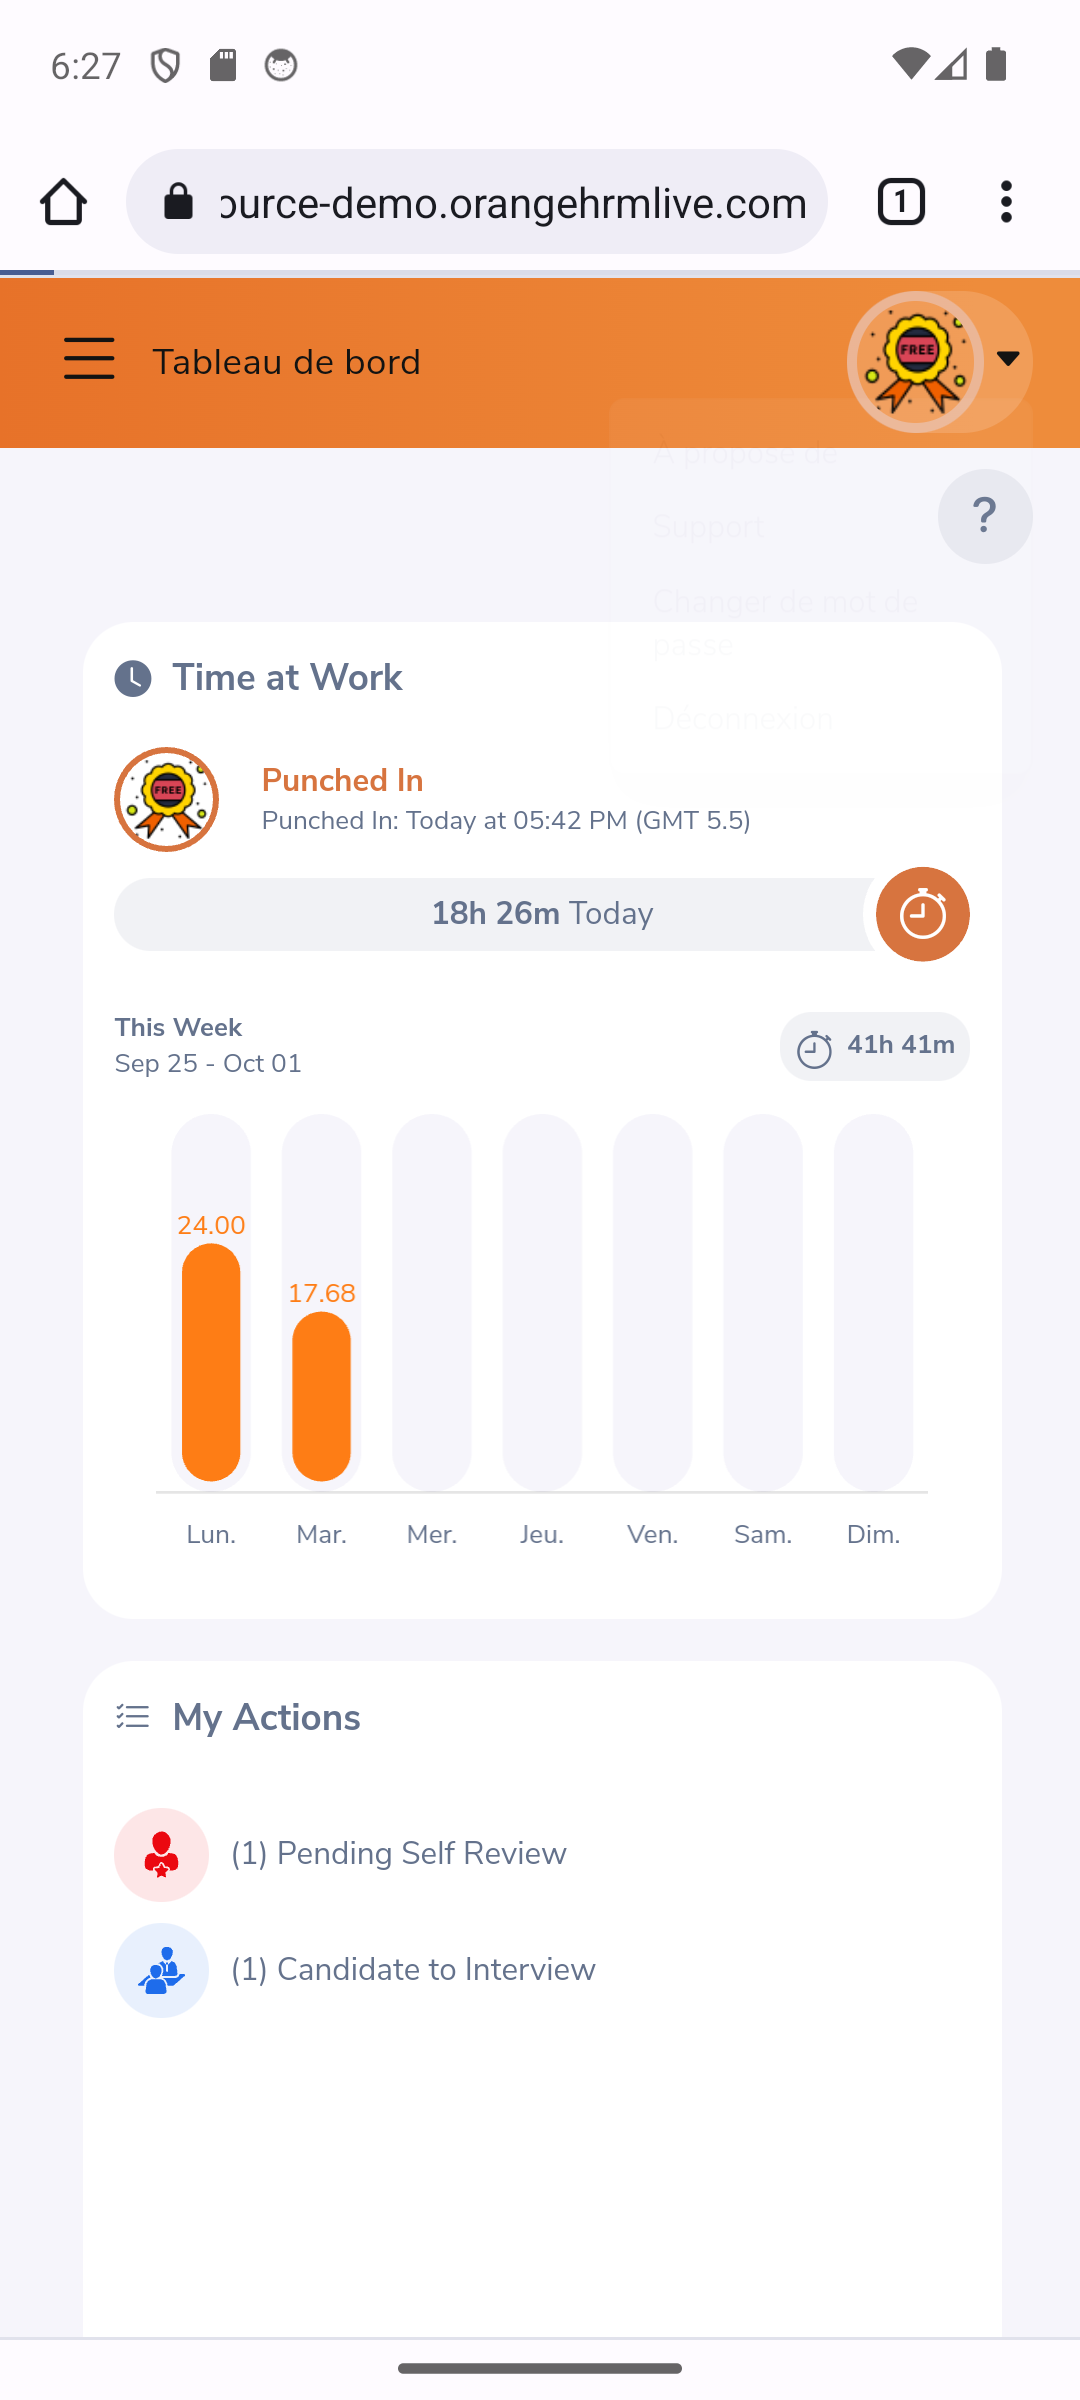 6:27
ource-demo.orangehrmlive.com
1
Tableau de bord
FREE
À propose de
Support
?
Changer de mot de
passe
Time at Work
Déconnexion
FREE
Punched In
Punched In: Today at 05:42 PM (GMT 5.5)
18h 26m Today
This Week
Sep 25 - Oct 01
41h 41m
24.00
17.68
Lun. Mar. Mer. Jeu. Ven. Sam. Dim.
My Actions
(1) Pending Self Review
(1) Candidate to Interview